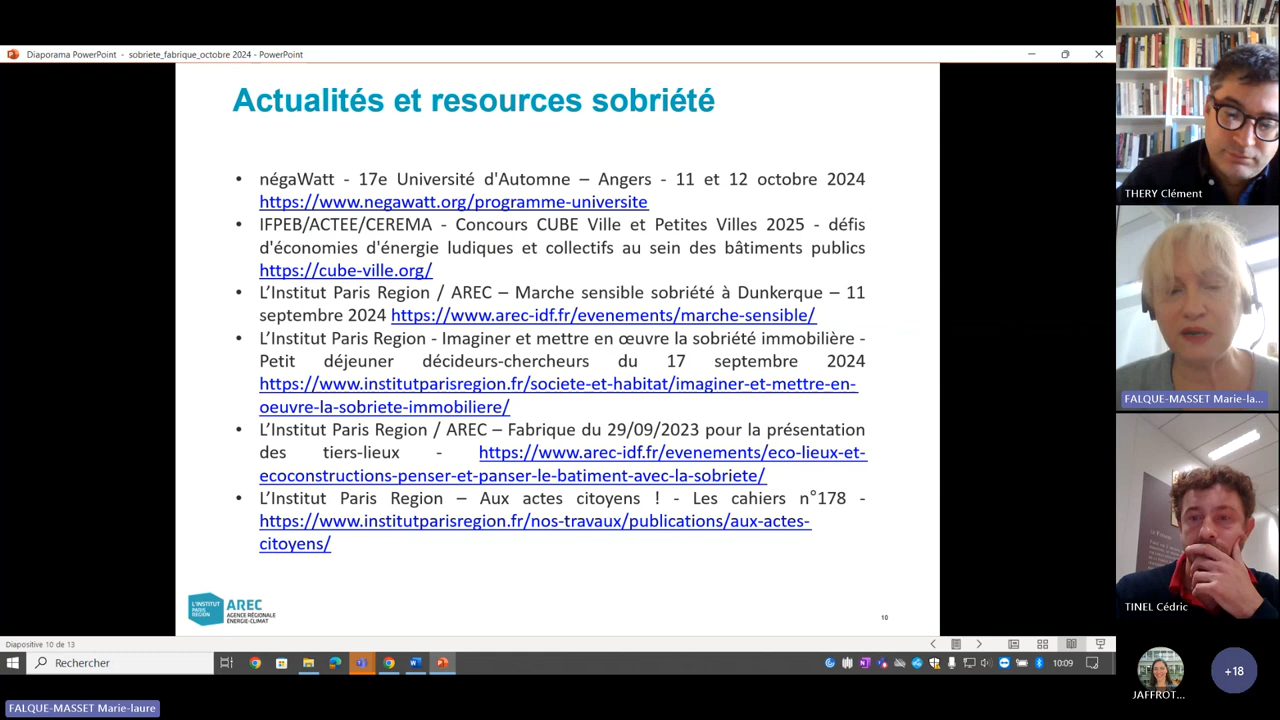 Diaporama PowerPoint - sobriete_fabrique_octobre 2024 - PowerPoint
Actualités et resources sobriété
• négaWatt - 17e Université d'Automne – Angers - 11 et 12 octobre 2024
https://www.negawatt.org/programme-universite
• IFPEB/ACTEE/CEREMA - Concours CUBE Ville et Petites Villes 2025 - défis
d'économies d'énergie ludiques et collectifs au sein des bâtiments publics
https://cube-ville.org/
• L'Institut Paris Region / AREC – Marche sensible sobriété à Dunkerque – 11
septembre 2024 https://www.arec-idf.fr/evenements/marche-sensible/
• L'Institut Paris Region - Imaginer et mettre en œuvre la sobriété immobilière -
Petit déjeuner décideurs-chercheurs du 17 septembre 2024
https://www.institutparisregion.fr/societe-et-habitat/imaginer-et-mettre-en-
oeuvre-la-sobriete-immobiliere/
• L'Institut Paris Region / AREC – Fabrique du 29/09/2023 pour la présentation
des tiers-lieux - https://www.arec-idf.fr/evenements/eco-lieux-et-
ecoconstructions-penser-et-panser-le-batiment-avec-la-sobriete/
• L'Institut Paris Region – Aux actes citoyens ! - Les cahiers n°178 -
https://www.institutparisregion.fr/nos-travaux/publications/aux-actes-
citoyens/
L'INSTITUT
PARIS
REGION
AREC
AGENCE RÉGIONALE
ÉNERGIE-CLIMAT
10
Diapositive 10 de 13
Rechercher
10:09
FALQUE-MASSET Marie-laure
THERY Clément
FALQUE-MASSET Marie-la...
TINEL Cédric
JAFFROT...
+18